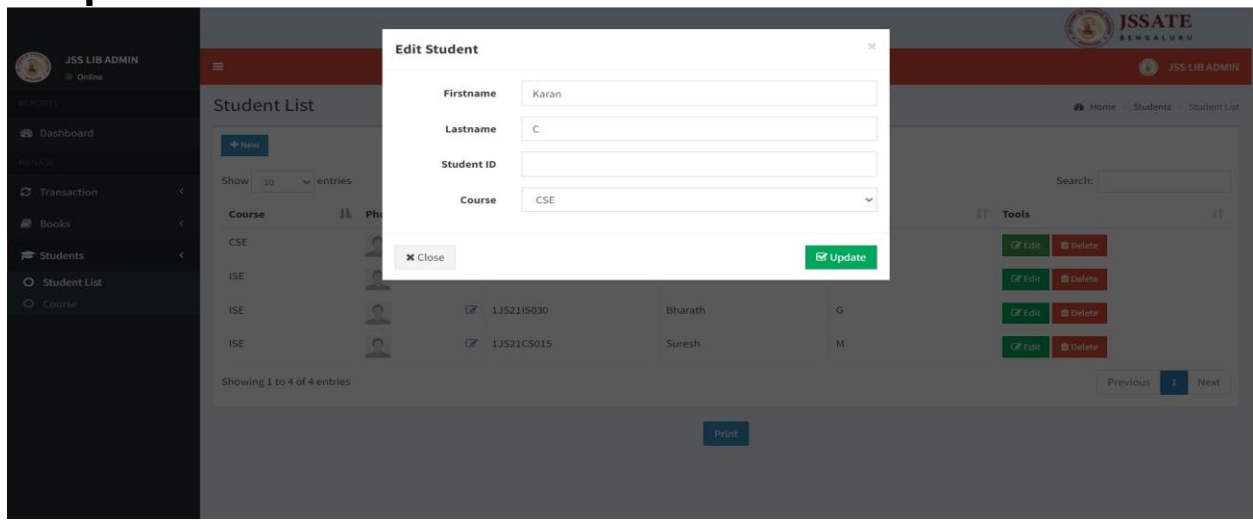 JSSATE
BENGALURU
JSS LIB ADMIN
Online
REPORTS
Dashboard
MANAGE
Transaction
Books
Students
Student List
Course
JSS LIB ADMIN
Student List
Home Students Student List
+ New
Show 10 entries
Search:
Course Tools
CSE Edit Delete
ISE Edit Delete
ISE 1JS21IS030 Bharath G Edit Delete
ISE 1JS21CS015 Suresh M Edit Delete
Showing 1 to 4 of 4 entries
Previous 1 Next
Print
Edit Student ×
Firstname Karan
Lastname C
Student ID
Course CSE
Close Update